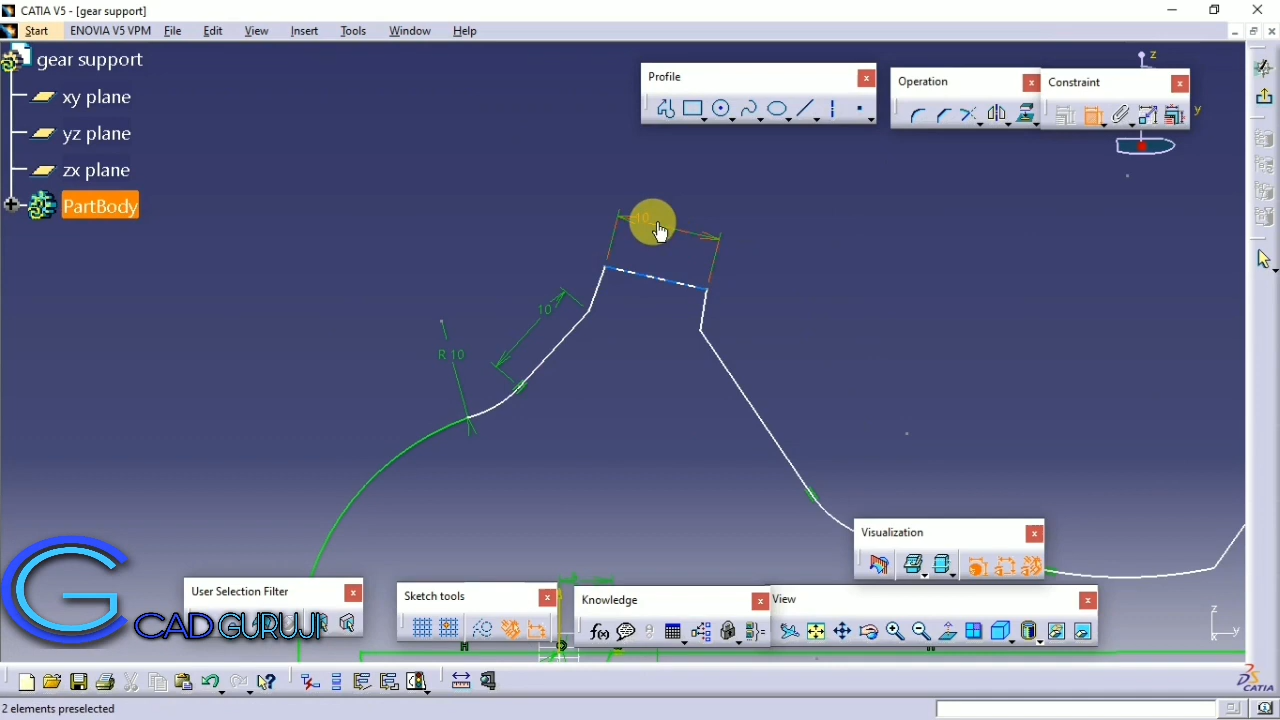 CATIA V5 - [gear support]
Start ENOVIA V5 VPM File Edit View Insert Tools Window Help
gear support
xy plane
yz plane
zx plane
PartBody
Profile
Operation
Constraint
z
y
10
10
R 10
Visualization
User Selection Filter
Sketch tools
Knowledge
View
f(x)
H
H
z
x y
G
CAD GURUJI
CATIA
2 elements preselected